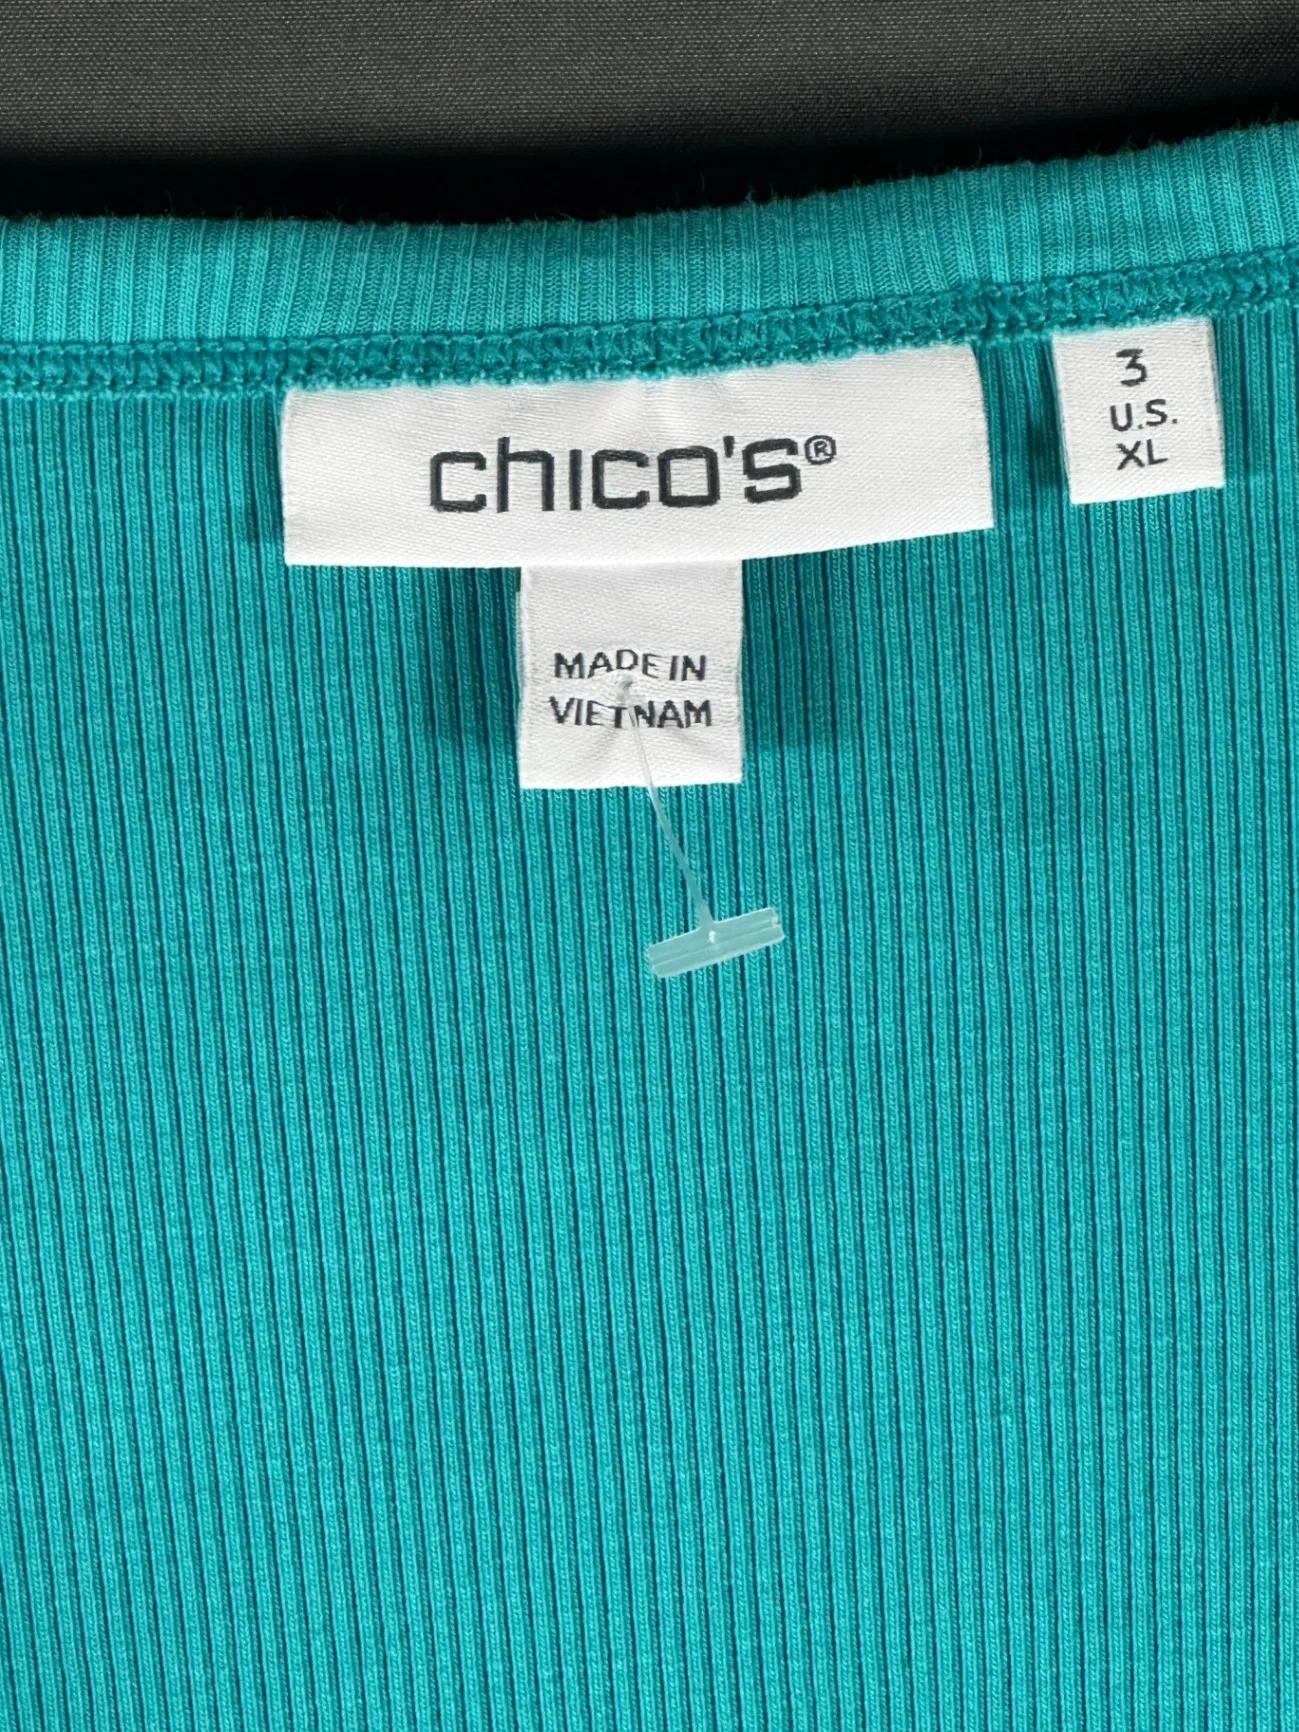 chico's®
3
U.S.
XL
MADE IN
VIETNAM